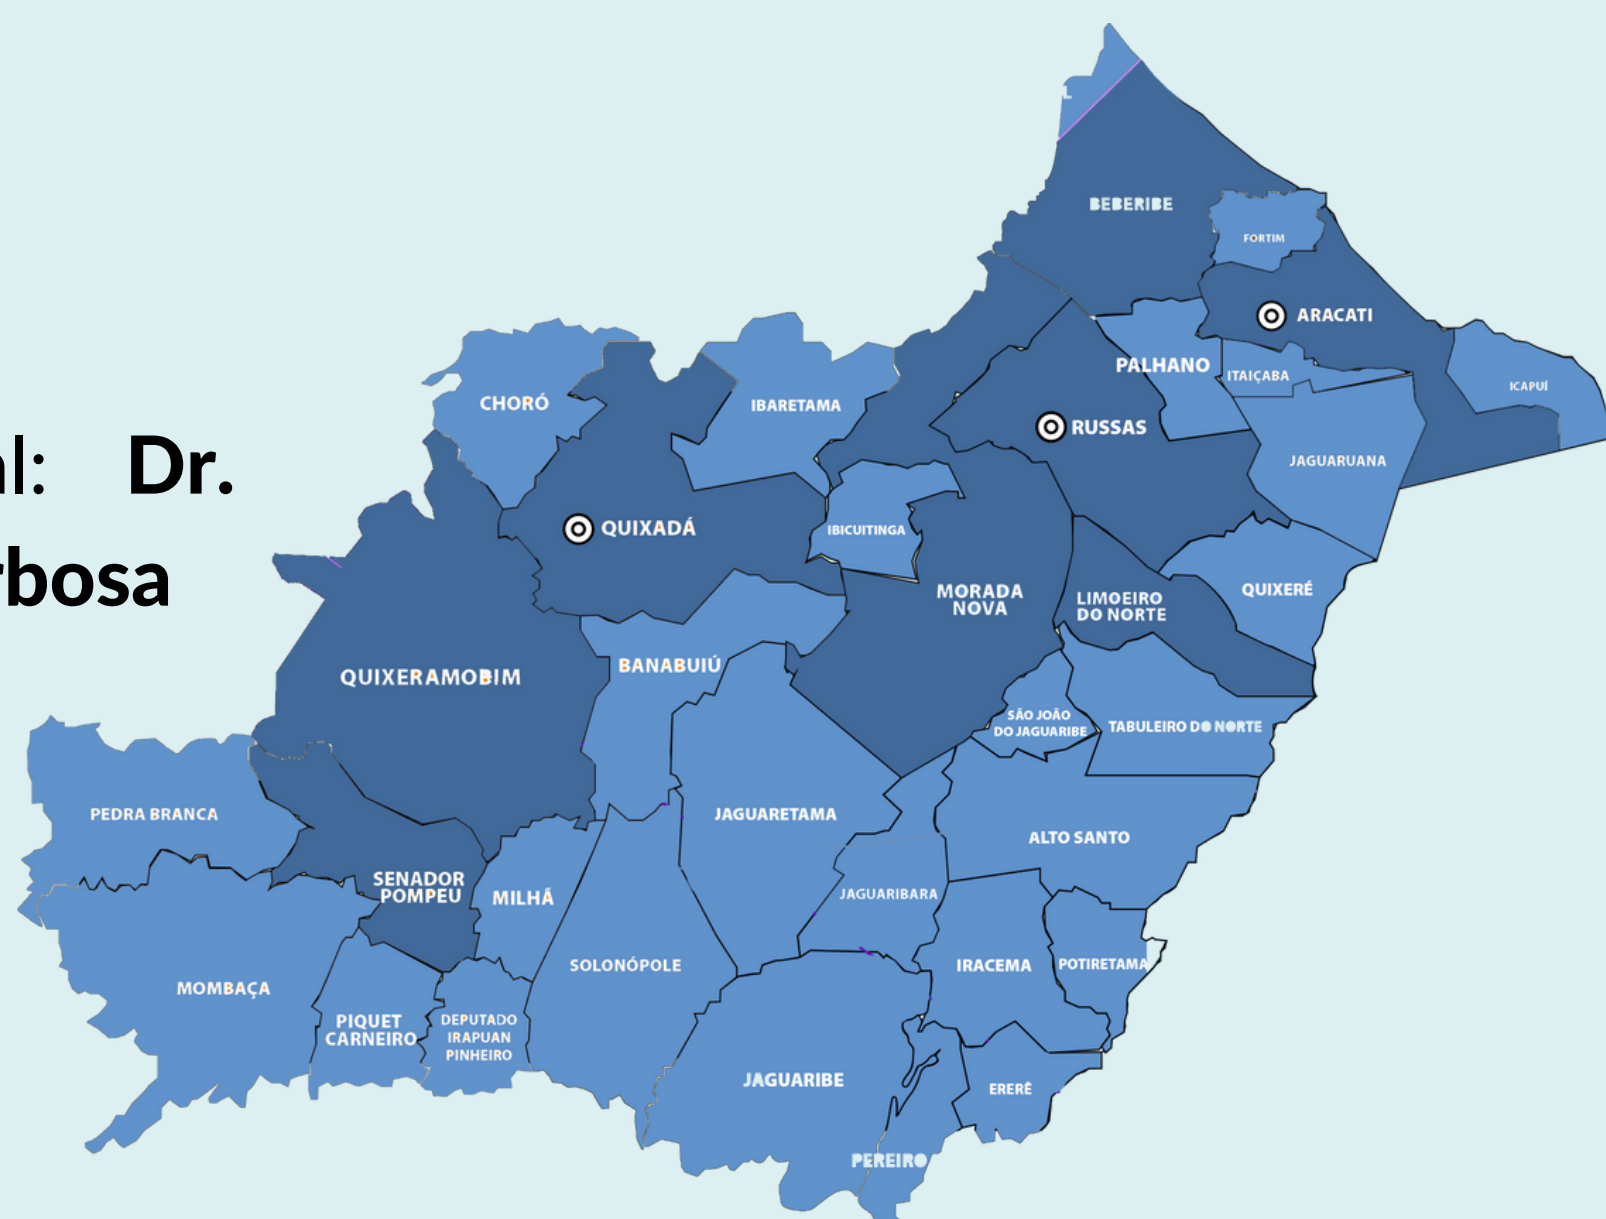 L
BEBERIBE
FORTIM
ARACATI
PALHANO
ITAIÇABA
ICAPUÍ
CHORÓ
IBARETAMA
RUSSAS
JAGUARUANA
al: Dr.
rbosa
QUIXADÁ
IBICUITINGA
MORADA
NOVA
LIMOEIRO
DO NORTE
QUIXERÉ
QUIXERAMOBIM
BANABUIÚ
SÃO JOÃO
DO JAGUARIBE
TABULEIRO DO NORTE
PEDRA BRANCA
JAGUARETAMA
ALTO SANTO
SENADOR
POMPEU
MILHÃ
JAGUARIBARA
SOLONÓPOLE
IRACEMA
POTIRETAMA
MOMBAÇA
PIQUET
CARNEIRO
DEPUTADO
IRAPUAN
PINHEIRO
JAGUARIBE
ERERÊ
PEREIRO